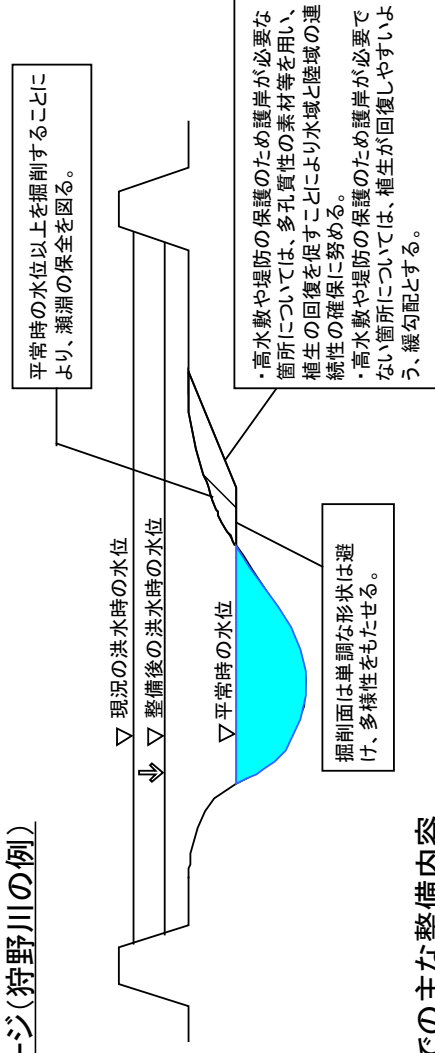 ージ(狩野川の例)
平常時の水位以上を掘削することに
より、瀬淵の保全を図る。
▽現況の洪水時の水位
▽整備後の洪水時の水位
▽平常時の水位
・高水敷や堤防の保護のため護岸が必要な
箇所については、多孔質性の素材等を用い、
植生の回復を促すことにより水域と陸域の連
続性の確保に努める。
・高水敷や堤防の保護のため護岸が必要で
ない箇所については、植生が回復しやすいよ
う、緩勾配とする。
掘削面は単調な形状は避
け、多様性をもたせる。
での主な整備内容